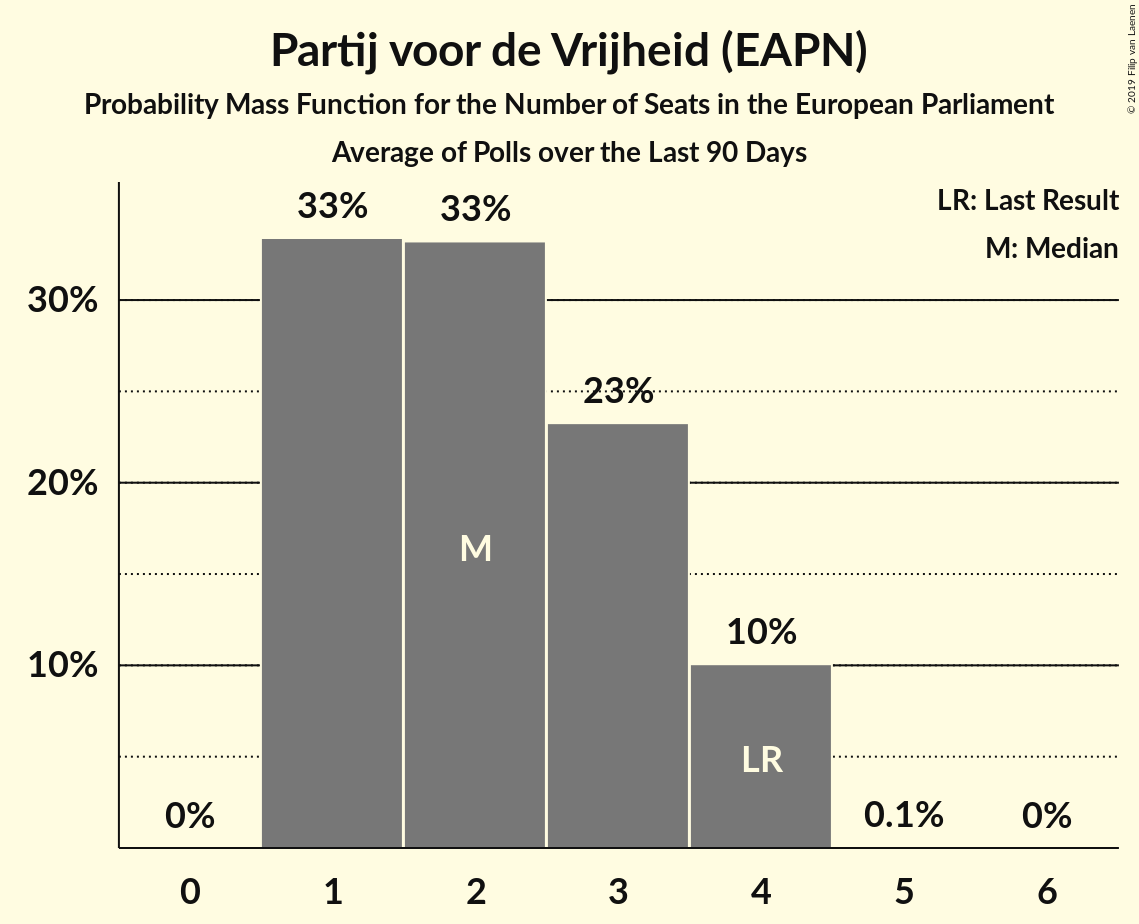 Partij voor de Vrijheid (EAPN)
Probability Mass Function for the Number of Seats in the European Parliament
Average of Polls over the Last 90 Days
© 2019 Filip van Laenen
LR: Last Result
M: Median
33%
33%
30%
23%
20%
M
10%
10%
LR
0%
0.1%
0%
0 1 2 3 4 5 6